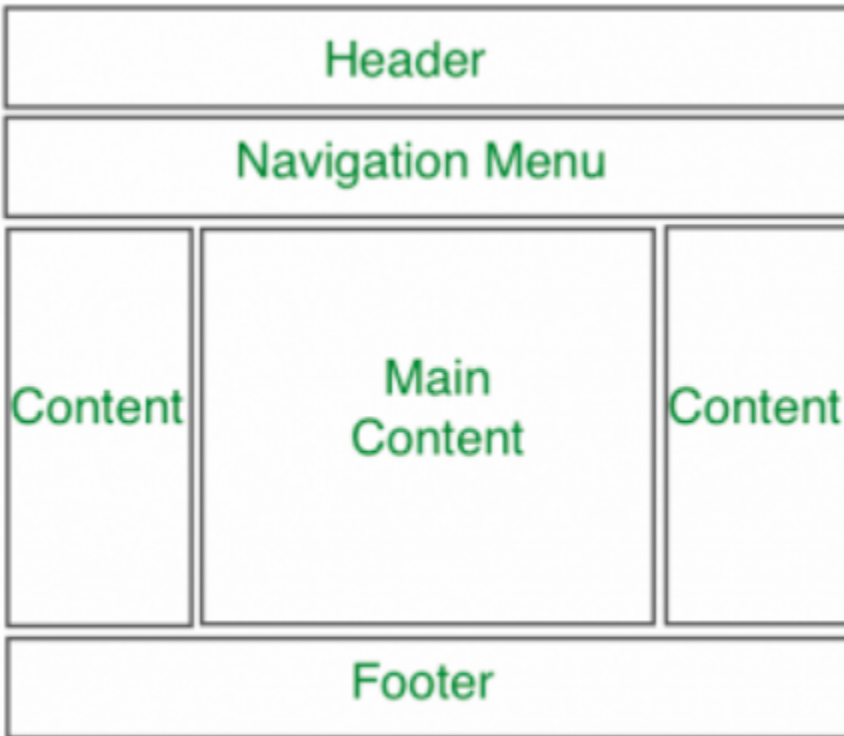 Header
Navigation Menu
Content
Main
Content
Content
Footer